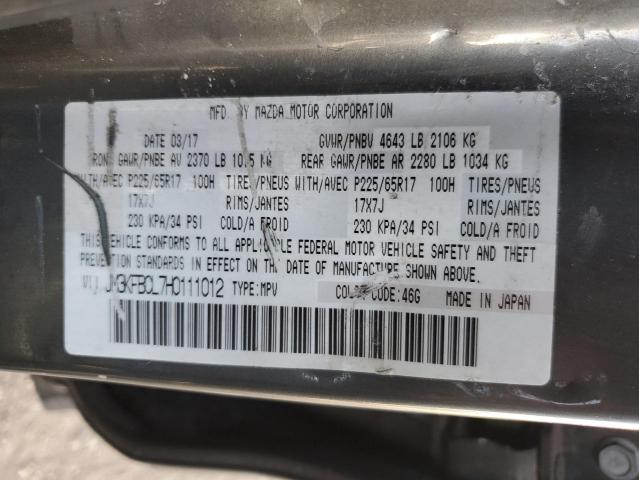 MFD. BY MAZDA MOTOR CORPORATION
DATE 03/17 GVWR/PNBV 4643 LB 2106 KG
GAWR/PNBE AV 2370 LB KG REAR GAWR/PNBE AR 2280 LB 1034 KG
WITH/AVEC P225/65R17 100H TIRES/PNEUS WITH/AVEC P225/65R17 100H TIRES/PNEUS
17X7J RIMS/JANTES 17X7J RIMS/JANTES
230 KPA/34 PSI COLD/A FROID 230 KPA/34 PSI COLD/A FROID
THIS VEHICLE CONFORMS TO ALL APPLICABLE FEDERAL MOTOR VEHICLE SAFETY AND THEFT
PREVENTION STANDARDS IN EFFECT ON THE DATE OF MANUFACTURE SHOWN ABOVE.
JM3KFBCL7H0111012 TYPE:MPV COLOR CODE:46G MADE IN JAPAN